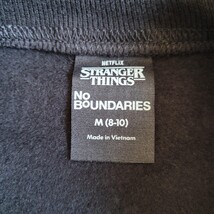 NETFLIX
STRANGER
THINGS
NO
BOUNDARIES
M (8-10)
Made in Vietnam